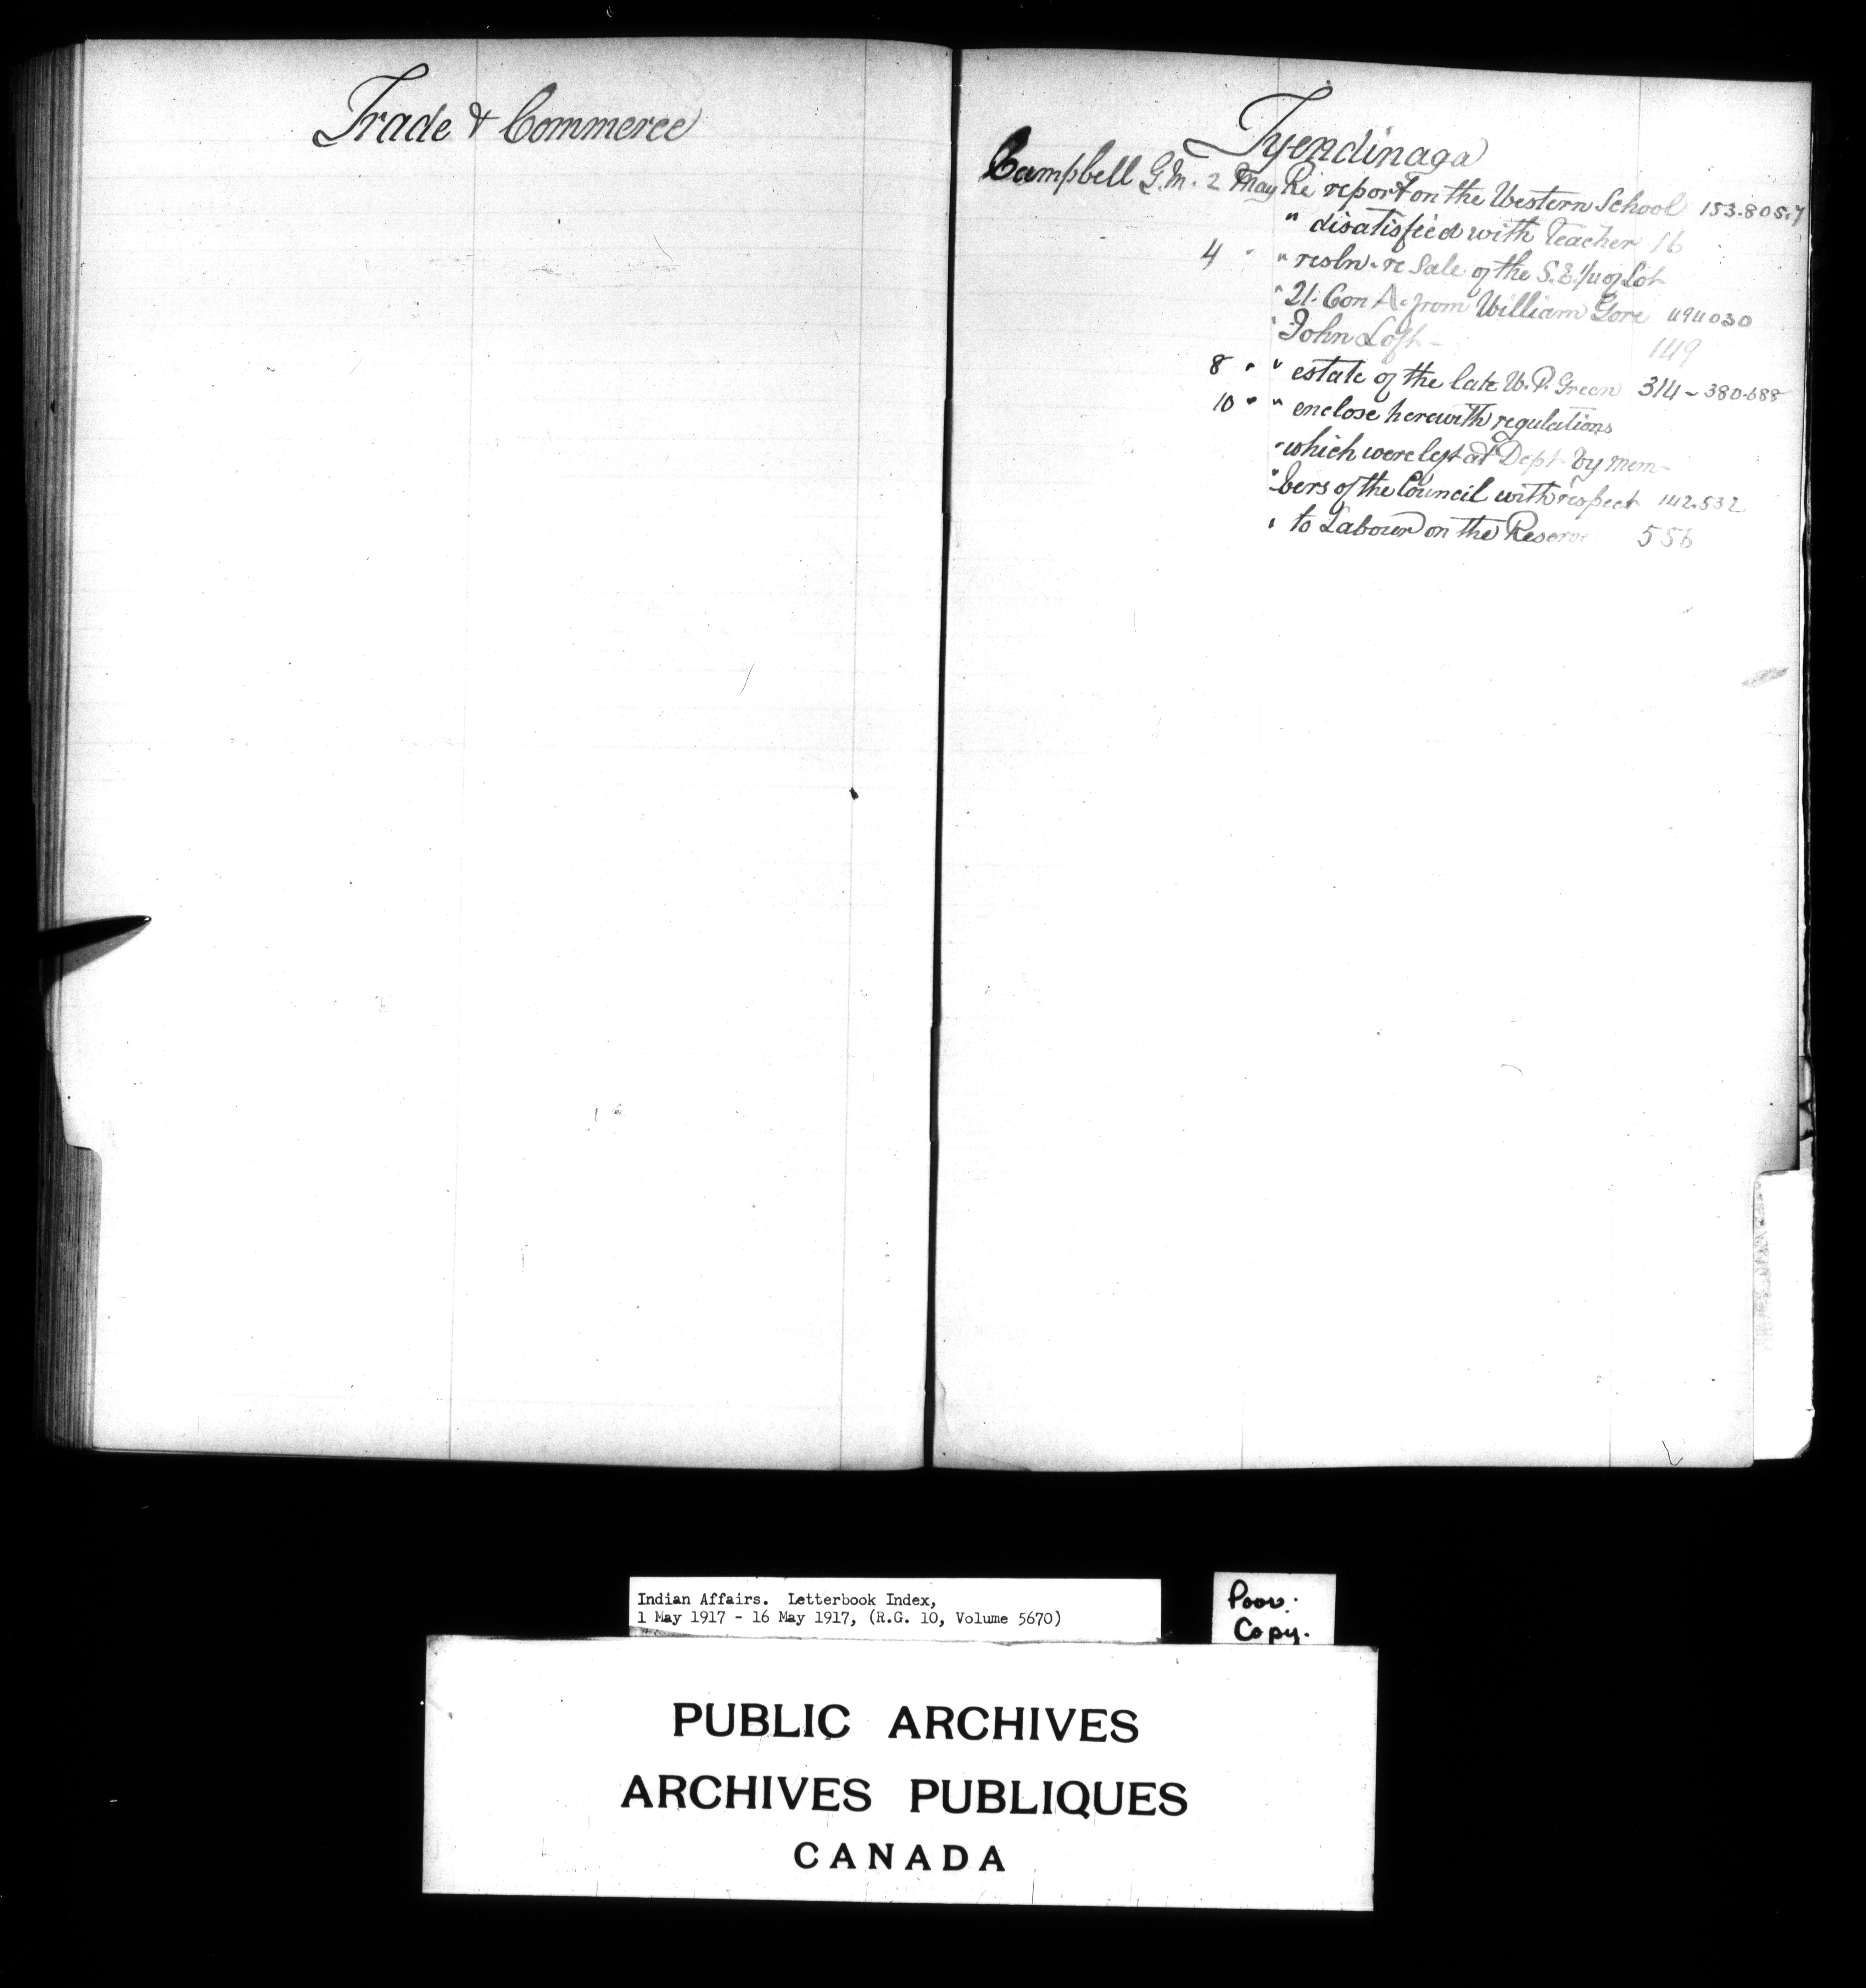 Trade & Commerce
Tyendinaga
Campbell G.M. 2 May Re report on the Western School 153-805-7
" disatisfied with Teacher 16
4 " " resln. re Sale of the S.E. 1/4 of Lot
" 21. Con A. from William Gore 494030
" John Loft - 149
8 " " estate of the late W.P. Green 314 - 380-688
10 " " enclose herewith regulations
" which were left at Dept by mem-
" bers of the Council with respect 142.532
" to Labour on the Reserve 556
Indian Affairs. Letterbook Index,
1 May 1917 - 16 May 1917, (R.G. 10, Volume 5670)
Poor.
Copy.
PUBLIC ARCHIVES
ARCHIVES PUBLIQUES
CANADA